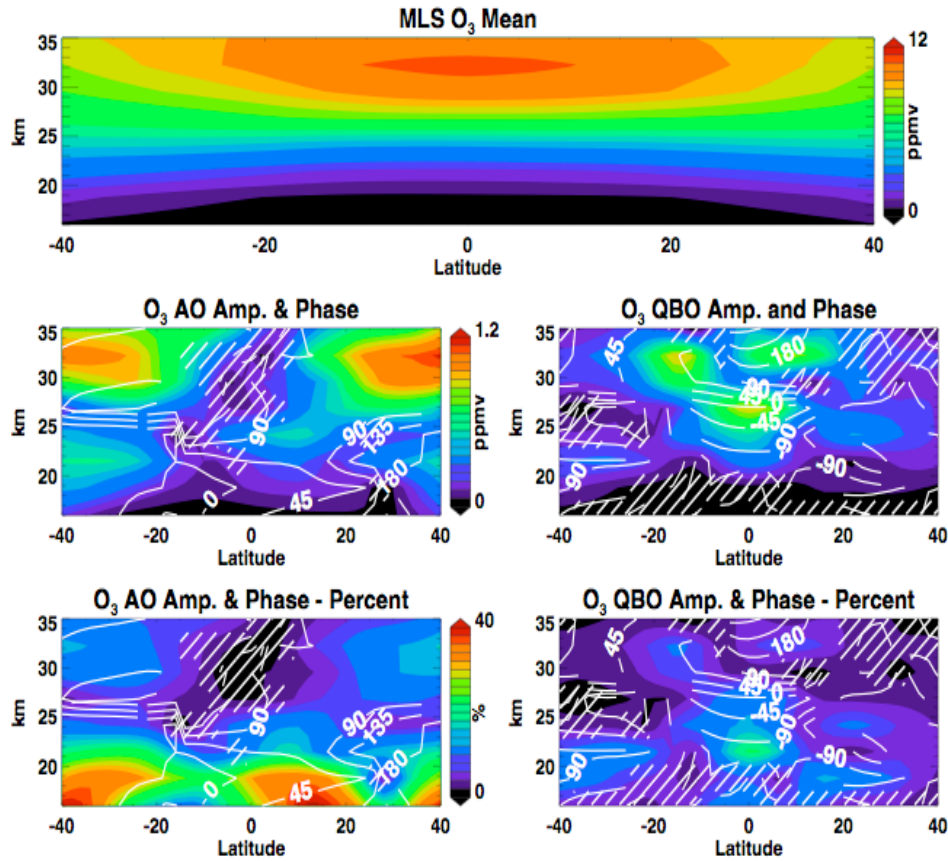 MLS O₃ Mean
35
30
25
20
km
-40 -20 0 20 40
Latitude
12
ppmv
0
O₃ AO Amp. & Phase
35
30
25
20
km
-40 -20 0 20 40
Latitude
90
90
135
180
0
45
1.2
ppmv
0
O₃ QBO Amp. and Phase
35
30
25
20
km
-40 -20 0 20 40
Latitude
45
180
90
45 0
-45
-90
-90
-90
O₃ AO Amp. & Phase - Percent
35
30
25
20
km
-40 -20 0 20 40
Latitude
90
90
135
180
0
45
40
%
0
O₃ QBO Amp. & Phase - Percent
35
30
25
20
km
-40 -20 0 20 40
Latitude
45
180
90
45 0
-45
-90
-90
-90